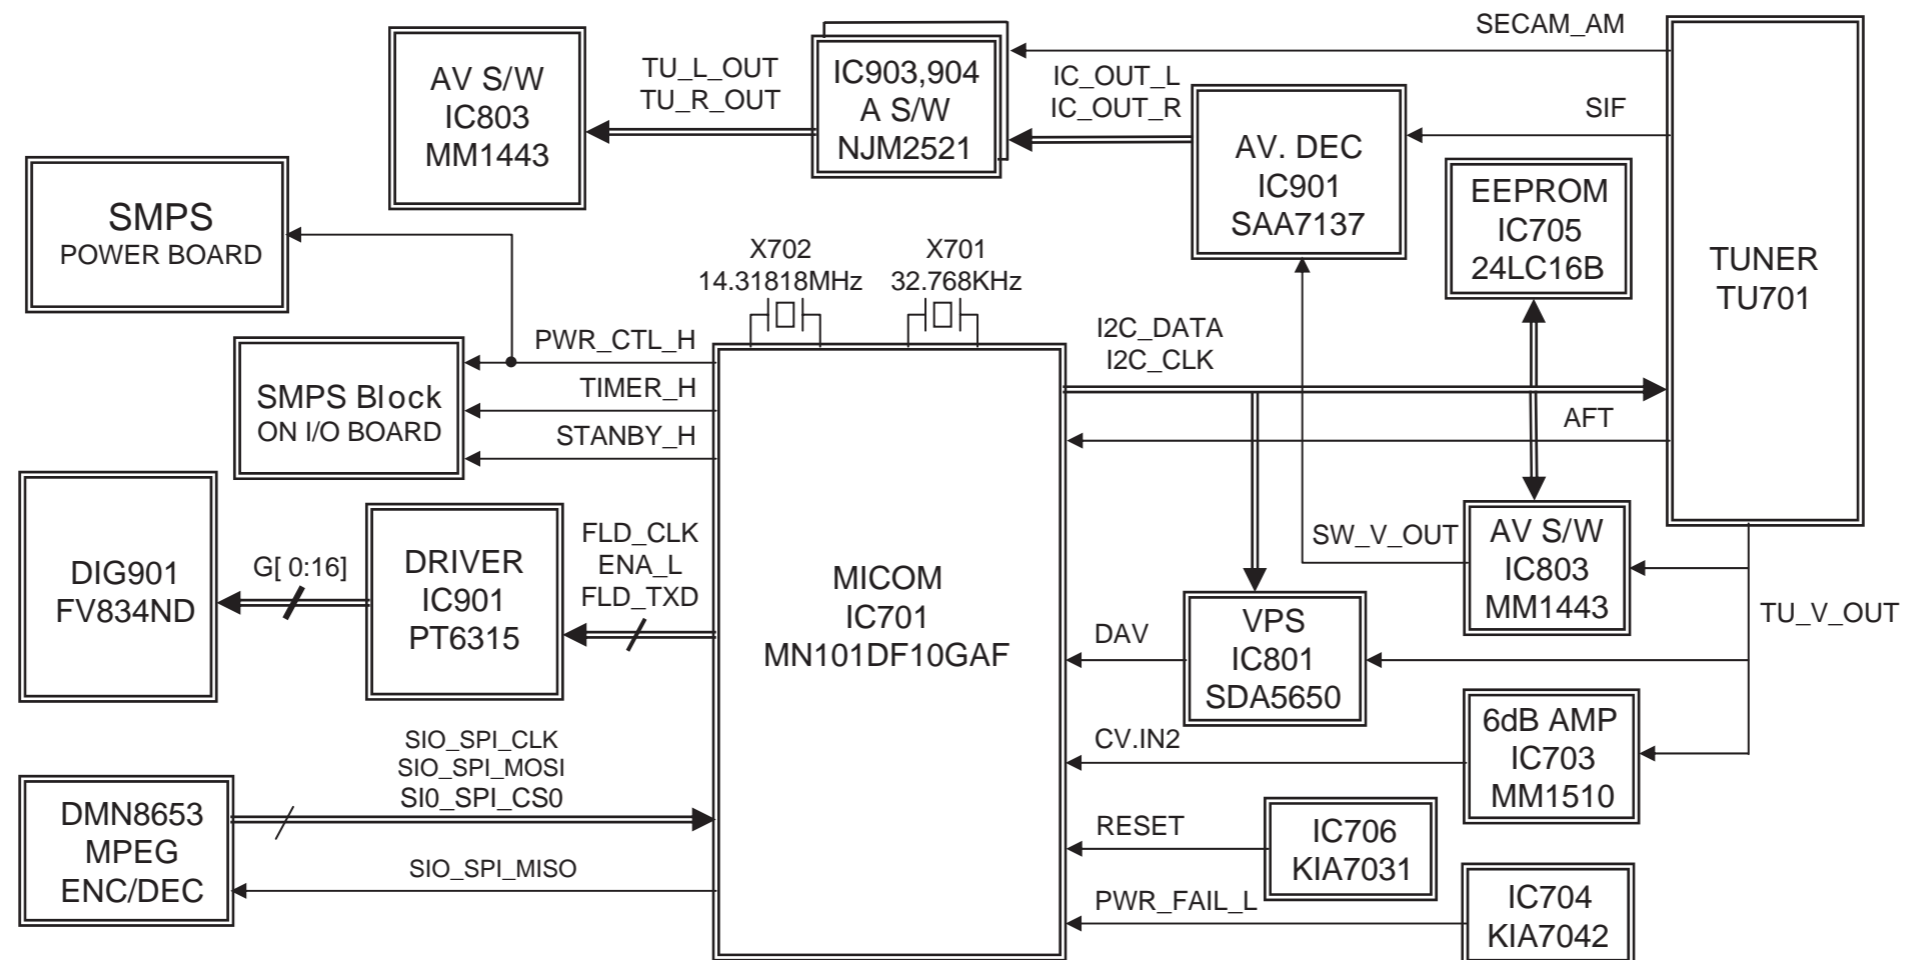 SECAM_AM
AV S/W
IC803
MM1443
TU_L_OUT
TU_R_OUT
IC903,904
A S/W
NJM2521
IC_OUT_L
IC_OUT_R
SIF
AV. DEC
IC901
SAA7137
EEPROM
IC705
24LC16B
TUNER
TU701
SMPS
POWER BOARD
X702
14.31818MHz
X701
32.768KHz
I2C_DATA
I2C_CLK
PWR_CTL_H
TIMER_H
STANBY_H
SMPS Block
ON I/O BOARD
AFT
DIG901
FV834ND
G[ 0:16]
DRIVER
IC901
PT6315
FLD_CLK
ENA_L
FLD_TXD
MICOM
IC701
MN101DF10GAF
SW_V_OUT
AV S/W
IC803
MM1443
TU_V_OUT
DAV
VPS
IC801
SDA5650
CV.IN2
6dB AMP
IC703
MM1510
SIO_SPI_CLK
SIO_SPI_MOSI
SI0_SPI_CS0
DMN8653
MPEG
ENC/DEC
SIO_SPI_MISO
RESET
IC706
KIA7031
PWR_FAIL_L
IC704
KIA7042